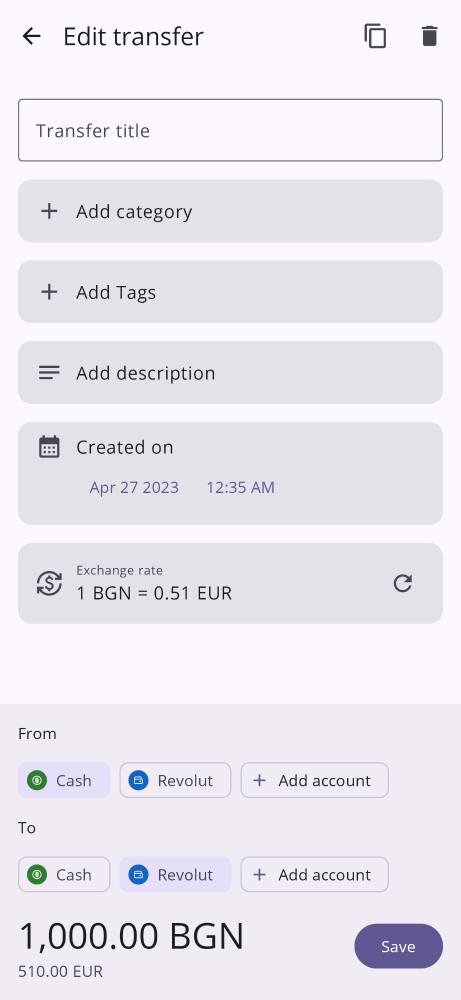 Edit transfer
Transfer title
Add category
Add Tags
Add description
Created on
Apr 27 2023 12:35 AM
Exchange rate
1 BGN = 0.51 EUR
From
Cash Revolut Add account
To
Cash Revolut Add account
1,000.00 BGN
Save
510.00 EUR